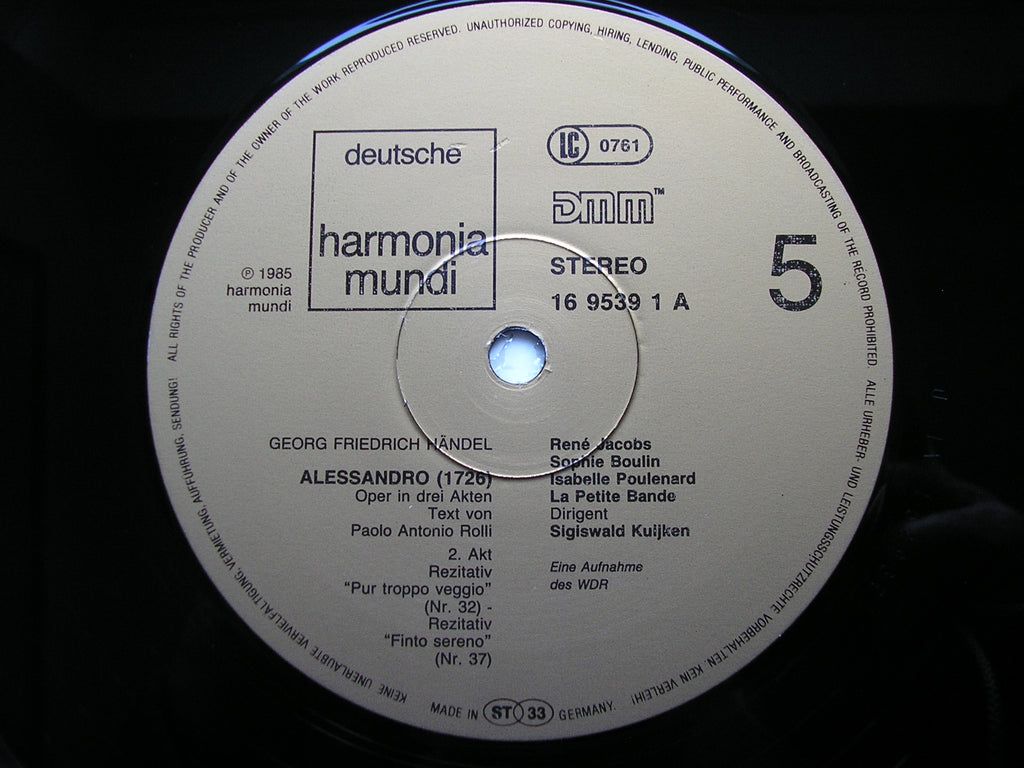 ALL RIGHTS OF THE PRODUCER AND OF THE OWNER OF THE WORK REPRODUCED RESERVED. UNAUTHORIZED COPYING, HIRING, LENDING, PUBLIC PERFORMANCE AND BROADCASTING OF THE RECORD PROHIBITED.
ALLE URHEBER- UND LEISTUNGSSCHUTZRECHTE VORBEHALTEN. KEIN VERLEIH!
KEINE UNERLAUBTE VERVIELFÄLTIGUNG, VERMIETUNG, AUFFÜHRUNG, SENDUNG!
deutsche
harmonia
mundi
LC 0761
DMM™
STEREO
16 9539 1 A
5
℗ 1985
harmonia
mundi
GEORG FRIEDRICH HÄNDEL
ALESSANDRO (1726)
Oper in drei Akten
Text von
Paolo Antonio Rolli
2. Akt
Rezitativ
"Pur troppo veggio"
(Nr. 32) -
Rezitativ
"Finto sereno"
(Nr. 37)
René Jacobs
Sophie Boulin
Isabelle Poulenard
La Petite Bande
Dirigent
Sigiswald Kuijken
Eine Aufnahme
des WDR
MADE IN ST 33 GERMANY.